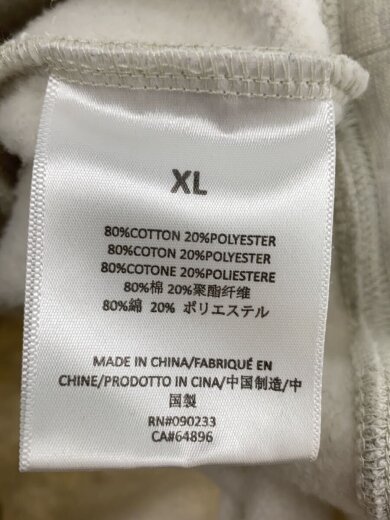 XL
80%COTTON 20%POLYESTER
80%COTON 20%POLYESTER
80%COTONE 20%POLIESTERE
80%棉 20%聚酯纤维
80%綿 20% ポリエステル
MADE IN CHINA/FABRIQUÉ EN
CHINE/PRODOTTO IN CINA/中国制造/中
国製
RN#090233
CA#64896